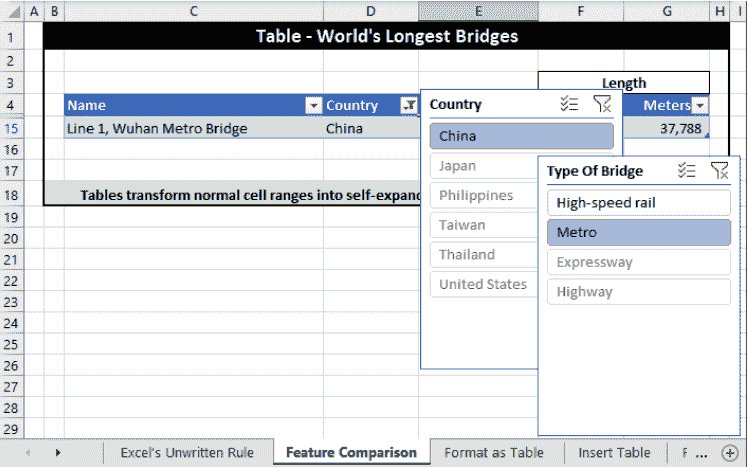 A B C D E F G H I
1 Table - World's Longest Bridges
2
3 Length
4 Name Country Meters
15 Line 1, Wuhan Metro Bridge China 37,788
16
17
18 Tables transform normal cell ranges into self-expand
19
20
21
22
23
24
25
26
27
28
29
Country
China
Japan
Philippines
Taiwan
Thailand
United States
Type Of Bridge
High-speed rail
Metro
Expressway
Highway
Excel's Unwritten Rule Feature Comparison Format as Table Insert Table F ...